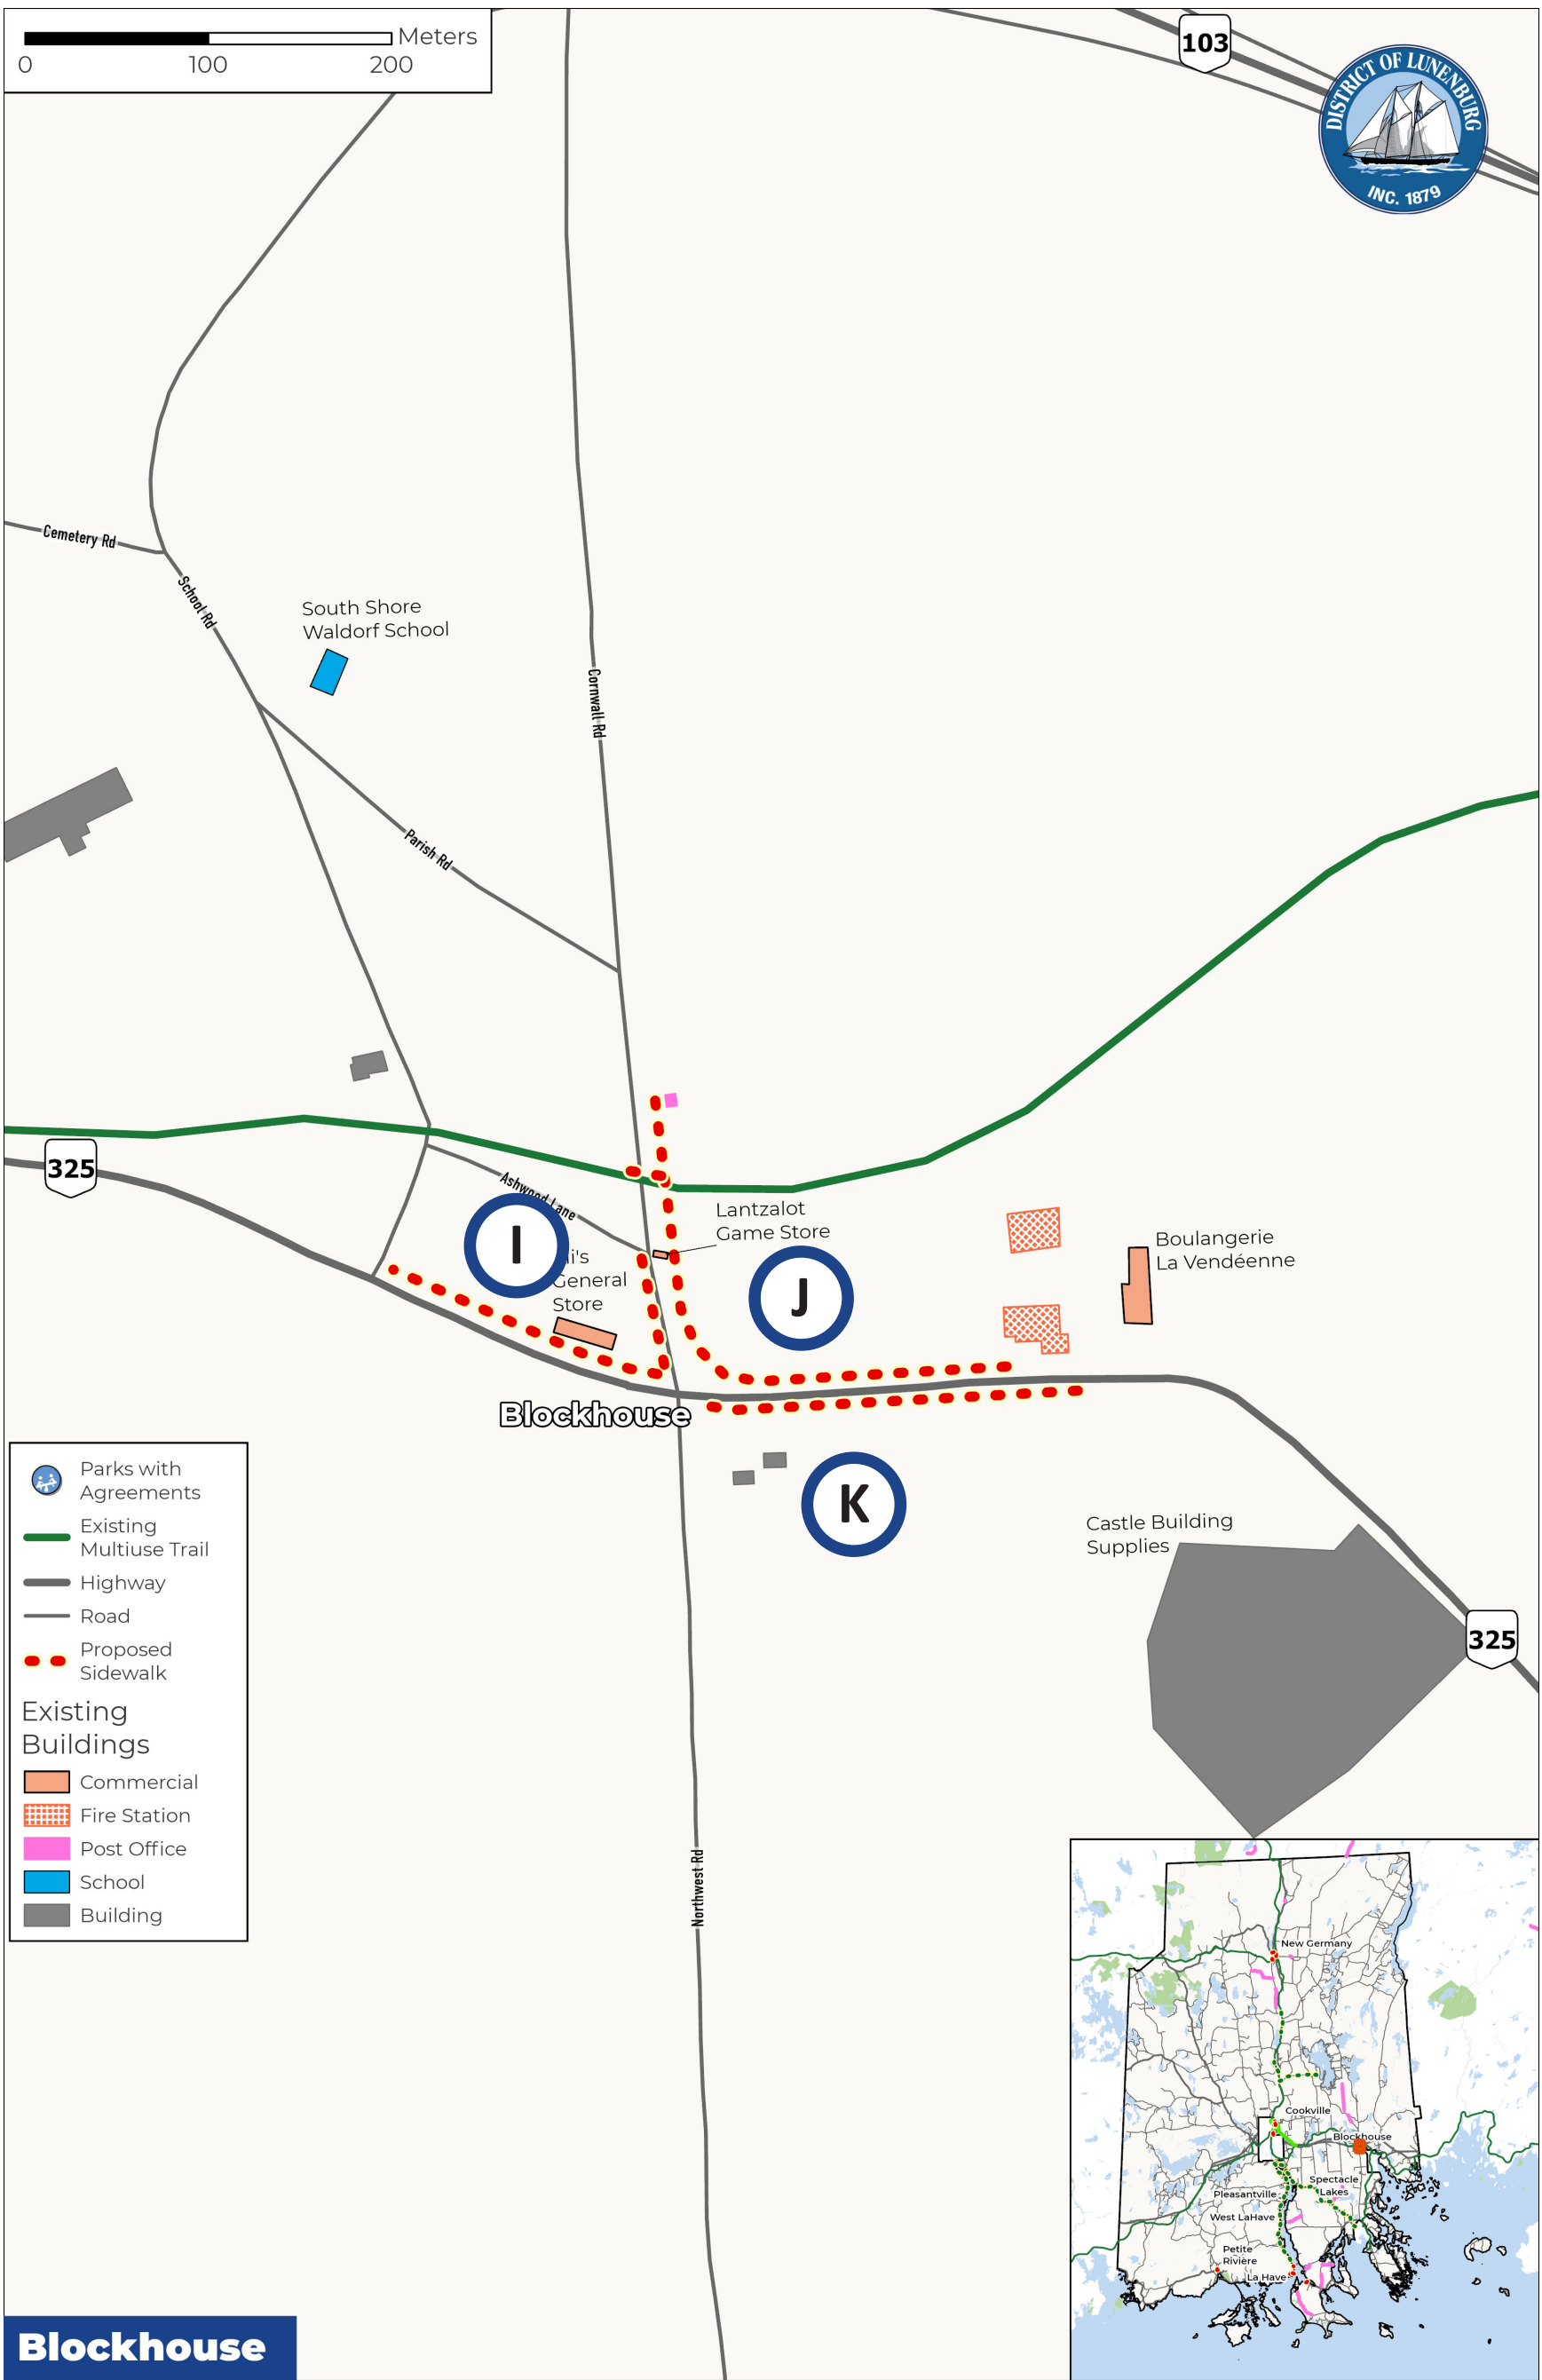 Meters
0 100 200
103
DISTRICT OF LUNENBURG
INC. 1879
Cemetery Rd
School Rd
South Shore
Waldorf School
Cornwall Rd
Parish Rd
325
Ashwood Lane
Lantzalot
Game Store
Boulangerie
La Vendéenne
I
General
Store
J
Blockhouse
K
Castle Building
Supplies
325
Parks with
Agreements
Existing
Multiuse Trail
Highway
Road
Proposed
Sidewalk
Existing
Buildings
Commercial
Fire Station
Post Office
School
Building
Northwest Rd
New Germany
Cookville
Blockhouse
Spectacle
Lakes
Pleasantville
West LaHave
Petite
Rivière
La Have
Blockhouse